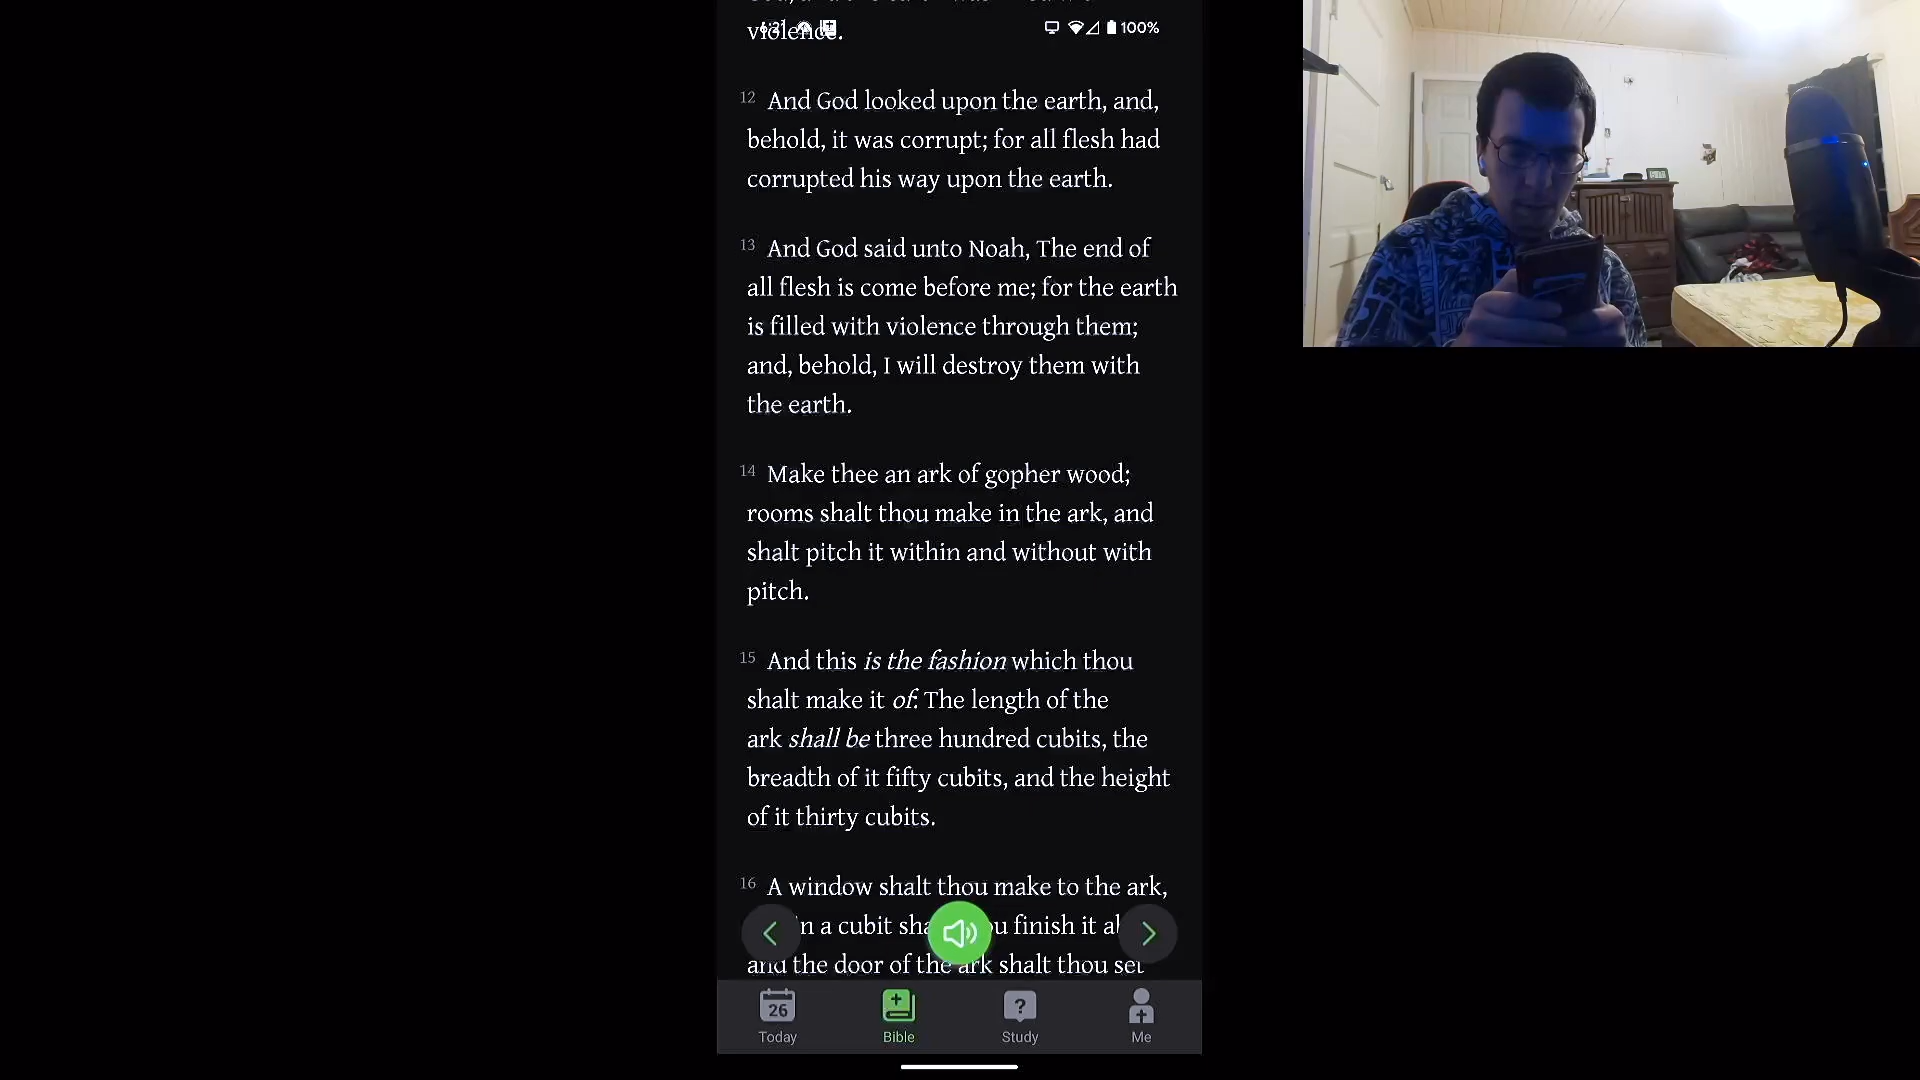 violence.
100%
12 And God looked upon the earth, and,
behold, it was corrupt; for all flesh had
corrupted his way upon the earth.
13 And God said unto Noah, The end of
all flesh is come before me; for the earth
is filled with violence through them;
and, behold, I will destroy them with
the earth.
14 Make thee an ark of gopher wood;
rooms shalt thou make in the ark, and
shalt pitch it within and without with
pitch.
15 And this is the fashion which thou
shalt make it of: The length of the
ark shall be three hundred cubits, the
breadth of it fifty cubits, and the height
of it thirty cubits.
16 A window shalt thou make to the ark,
in a cubit finish it
and the door of the ark shalt thou set
26
Today
Bible
Study
Me